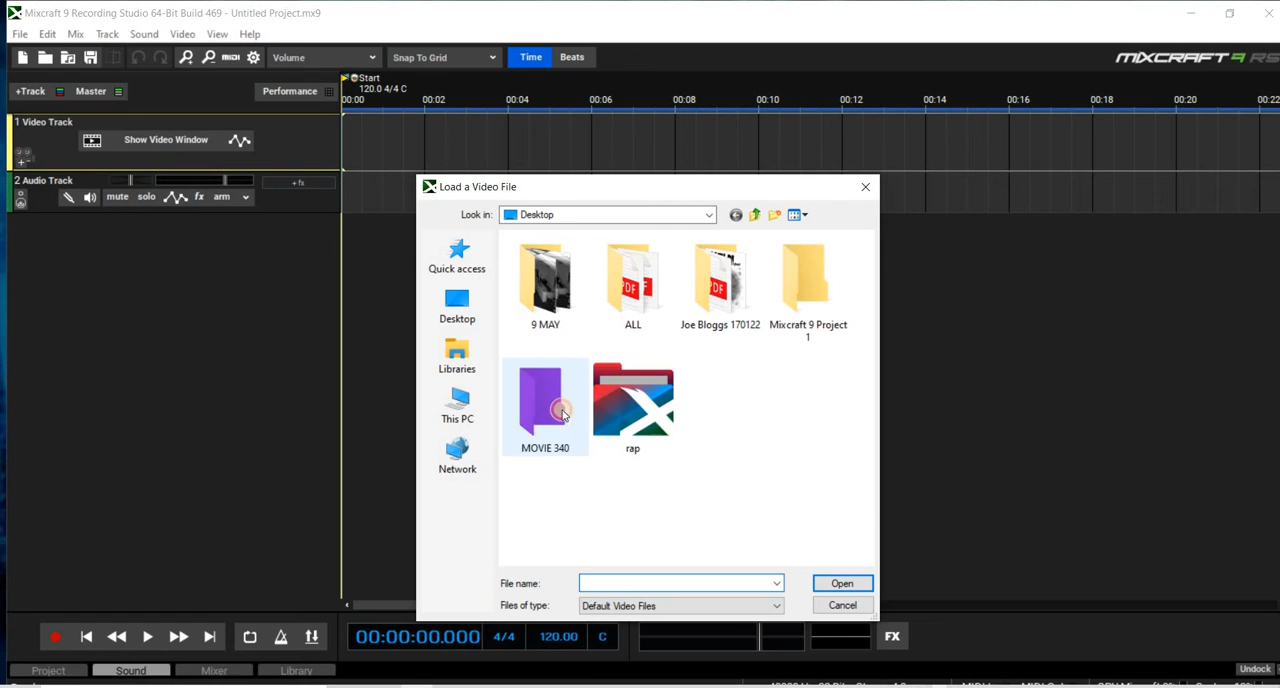 Mixcraft 9 Recording Studio 64-Bit Build 469 - Untitled Project.mx9
File Edit Mix Track Sound Video View Help
MIDI Volume Snap To Grid Time Beats MIXCRAFT 9 RS
+Track Master Performance
Start
120.0 4/4 C
00:00 00:02 00:04 00:06 00:08 00:10 00:12 00:14 00:16 00:18 00:20 00:22
1 Video Track
Show Video Window
2 Audio Track
+fx
mute solo fx arm
Load a Video File
Look in: Desktop
Quick access
Desktop
Libraries
This PC
Network
PDF PDF
9 MAY ALL Joe Bloggs 170122 Mixcraft 9 Project
1
MOVIE 340 rap
File name: Open
Files of type: Default Video Files Cancel
00:00:00.000 4/4 120.00 C FX
Project Sound Mixer Library Undock